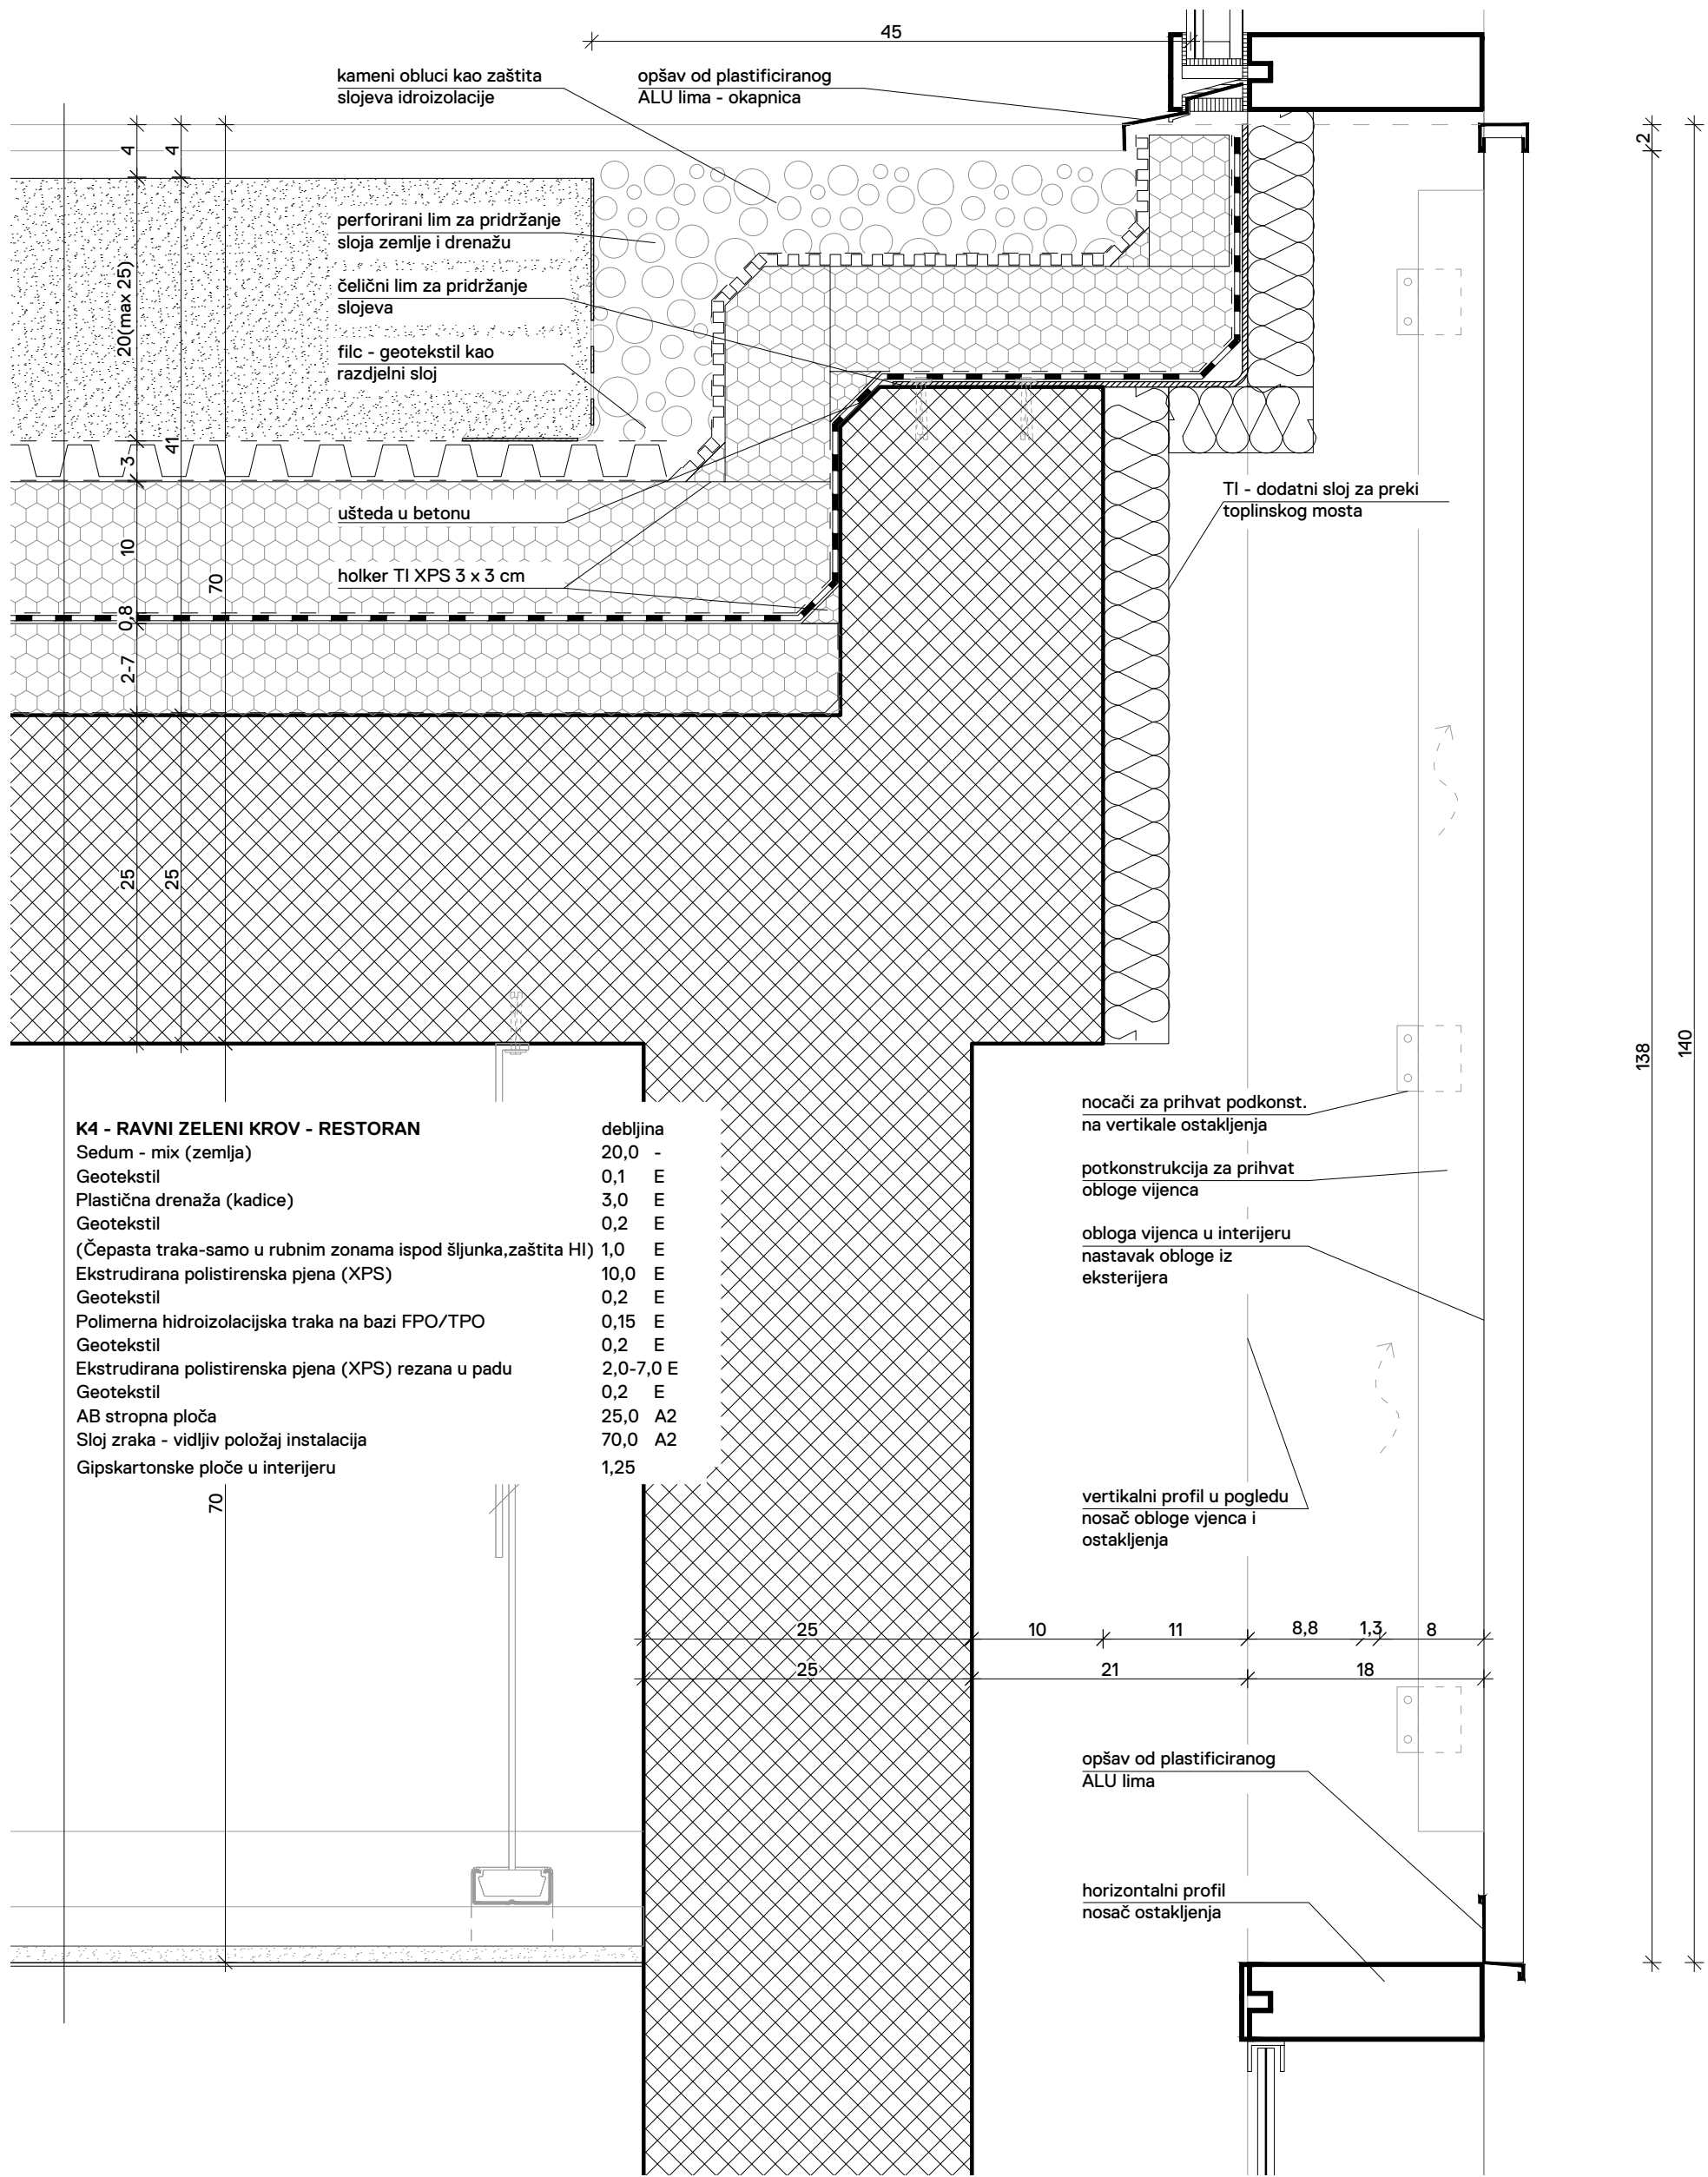 45
kameni obluci kao zaštita
slojeva idroizolacije
opšav od plastificiranog
ALU lima - okapnica
4
4
2
perforirani lim za pridržanje
sloja zemlje i drenažu
čelični lim za pridržanje
slojeva
20(max 25)
filc - geotekstil kao
razdjelni sloj
41
3
TI - dodatni sloj za preki
toplinskog mosta
ušteda u betonu
10
70
holker TI XPS 3 x 3 cm
0,8
2-7
25
25
138
140
nocači za prihvat podkonst.
na vertikale ostakljenja
potkonstrukcija za prihvat
obloge vijenca
obloga vijenca u interijeru
nastavak obloge iz
eksterijera
K4 - RAVNI ZELENI KROV - RESTORAN debljina
Sedum - mix (zemlja) 20,0 -
Geotekstil 0,1 E
Plastična drenaža (kadice) 3,0 E
Geotekstil 0,2 E
(Čepasta traka-samo u rubnim zonama ispod šljunka,zaštita HI) 1,0 E
Ekstrudirana polistirenska pjena (XPS) 10,0 E
Geotekstil 0,2 E
Polimerna hidroizolacijska traka na bazi FPO/TPO 0,15 E
Geotekstil 0,2 E
Ekstrudirana polistirenska pjena (XPS) rezana u padu 2,0-7,0 E
Geotekstil 0,2 E
AB stropna ploča 25,0 A2
Sloj zraka - vidljiv položaj instalacija 70,0 A2
Gipskartonske ploče u interijeru 1,25
70
vertikalni profil u pogledu
nosač obloge vjenca i
ostakljenja
25 10 11 8,8 1,3 8
25 21 18
opšav od plastificiranog
ALU lima
horizontalni profil
nosač ostakljenja